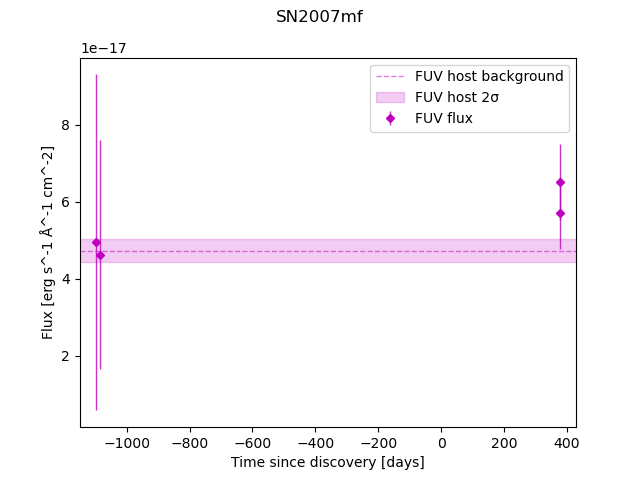 SN2007mf
1e−17
FUV host background
FUV host 2σ
FUV flux
8
6
4
2
Flux [erg s^-1 Å^-1 cm^-2]
−1000 −800 −600 −400 −200 0 200 400
Time since discovery [days]